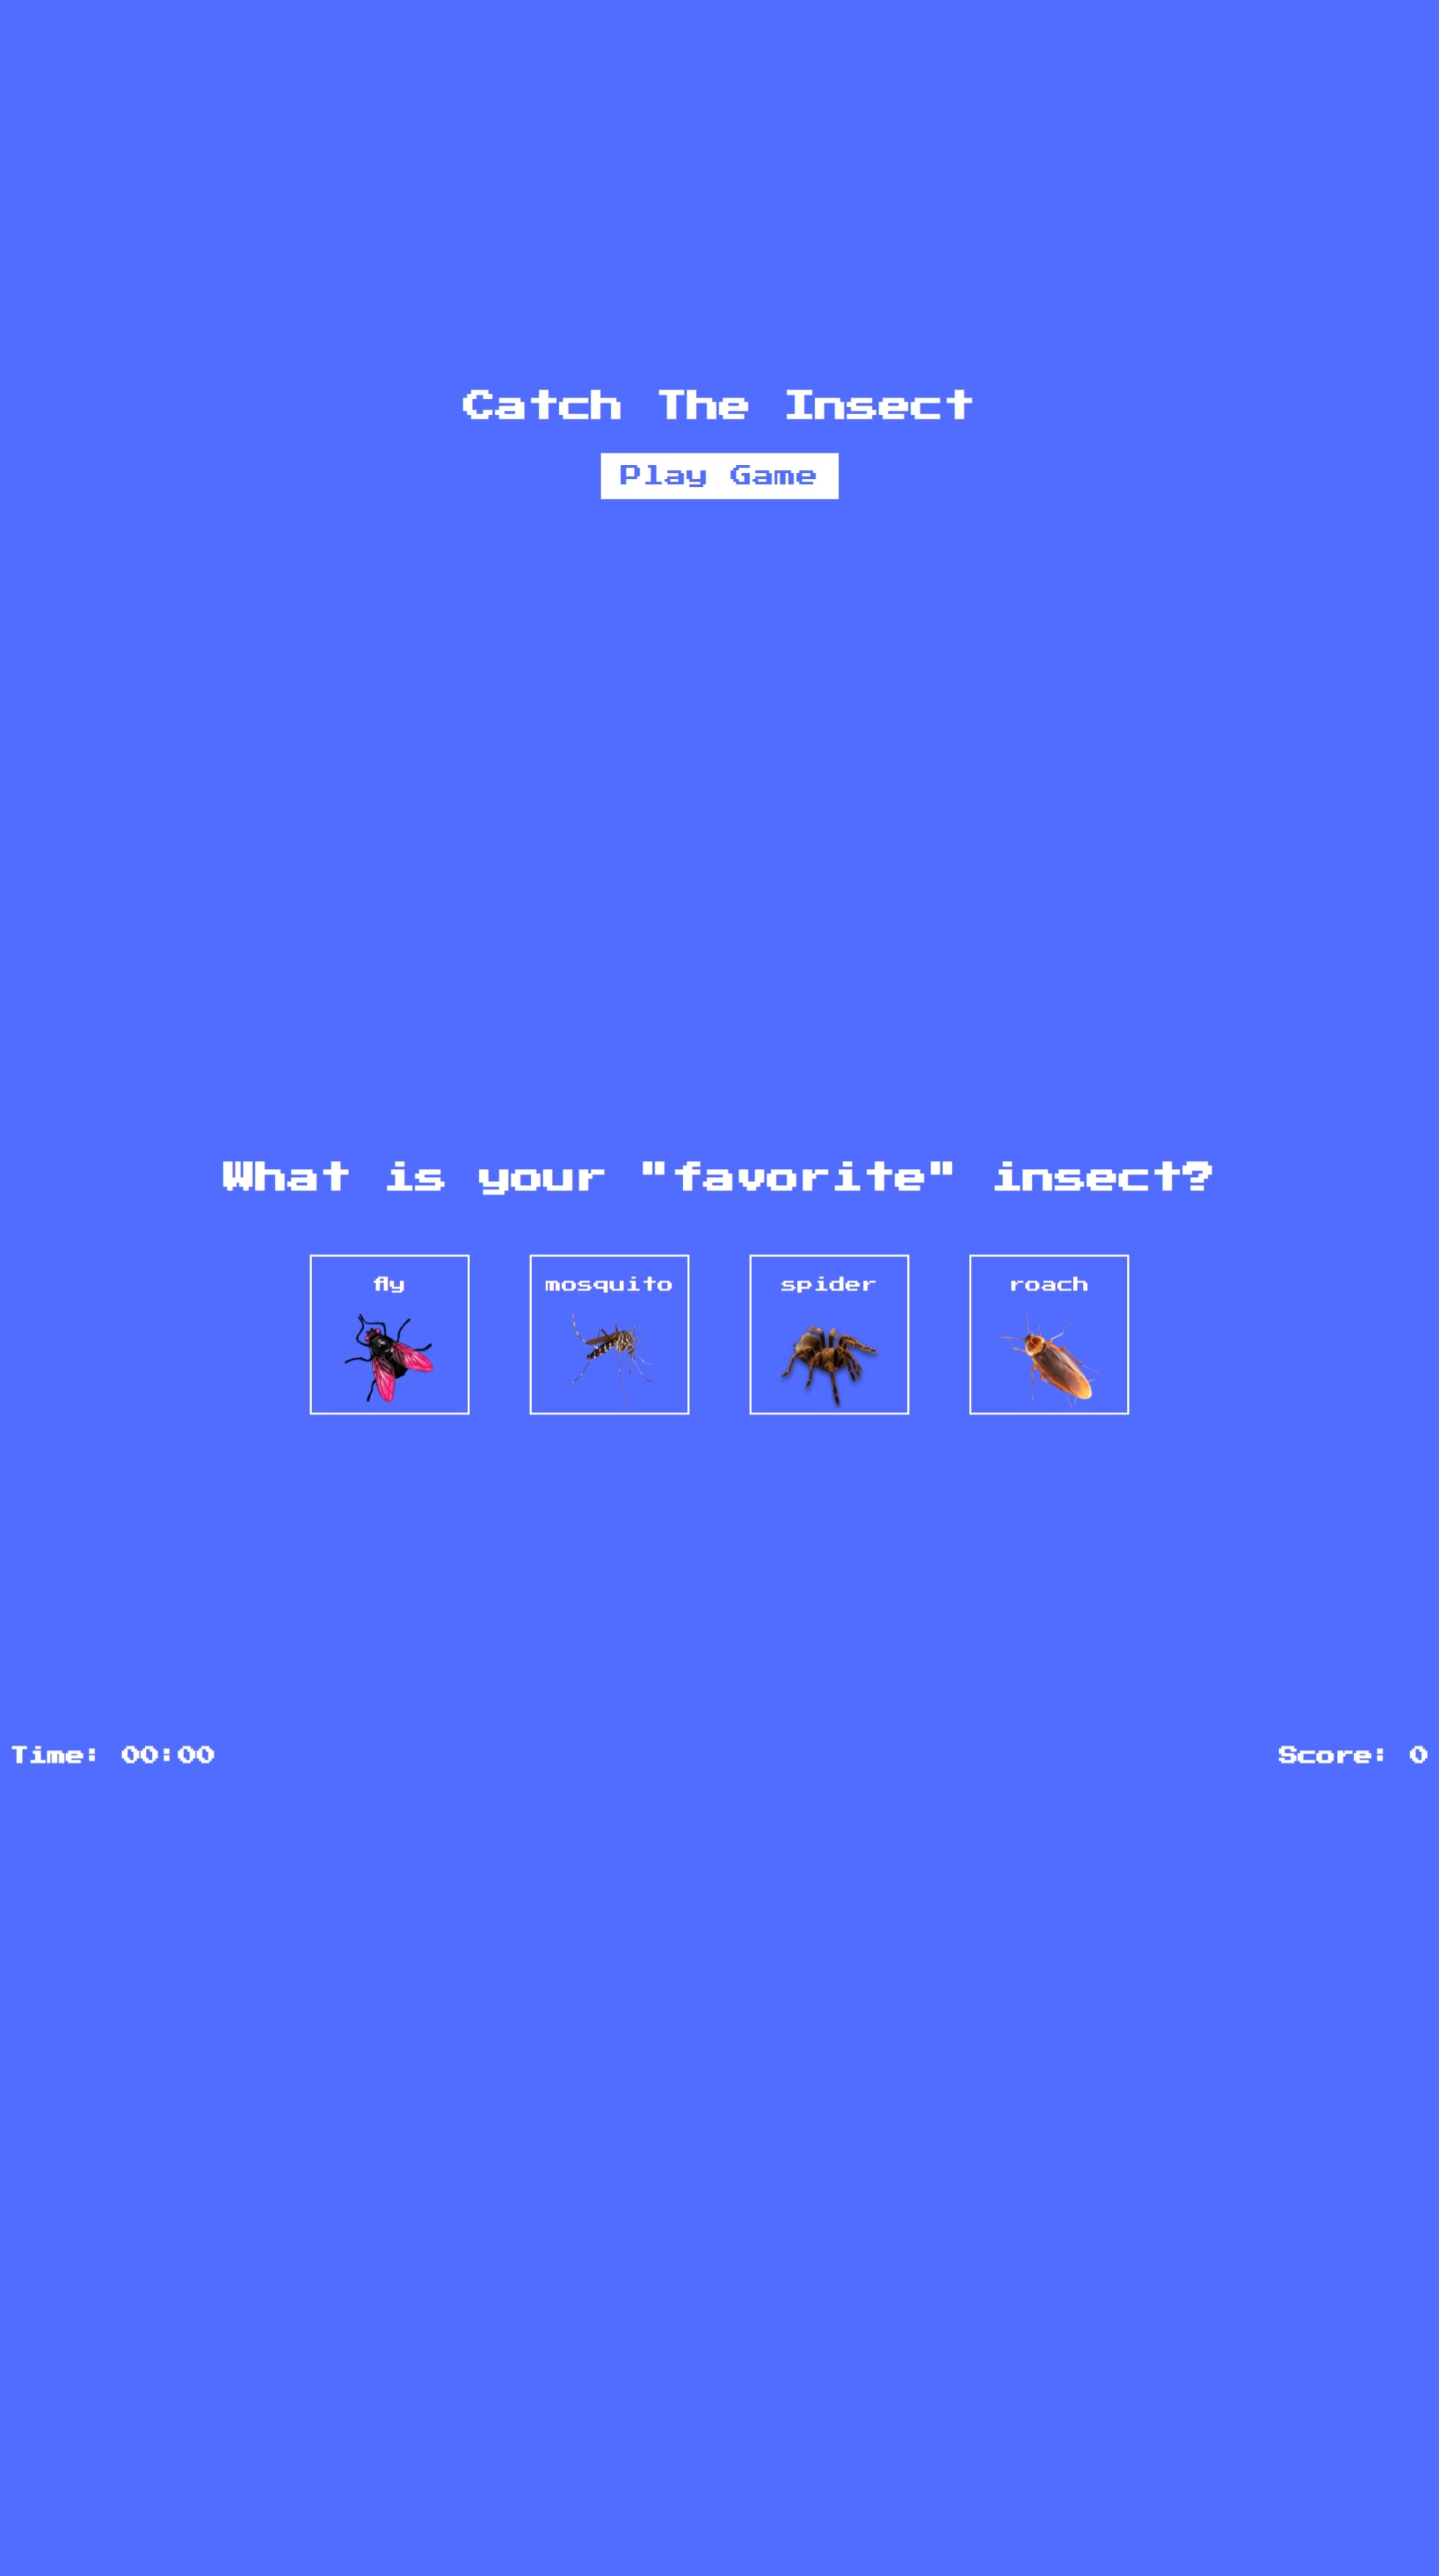 Catch The Insect
Play Game
What is your "favorite" insect?
fly
mosquito
spider
roach
Time: 00:00
Score: 0